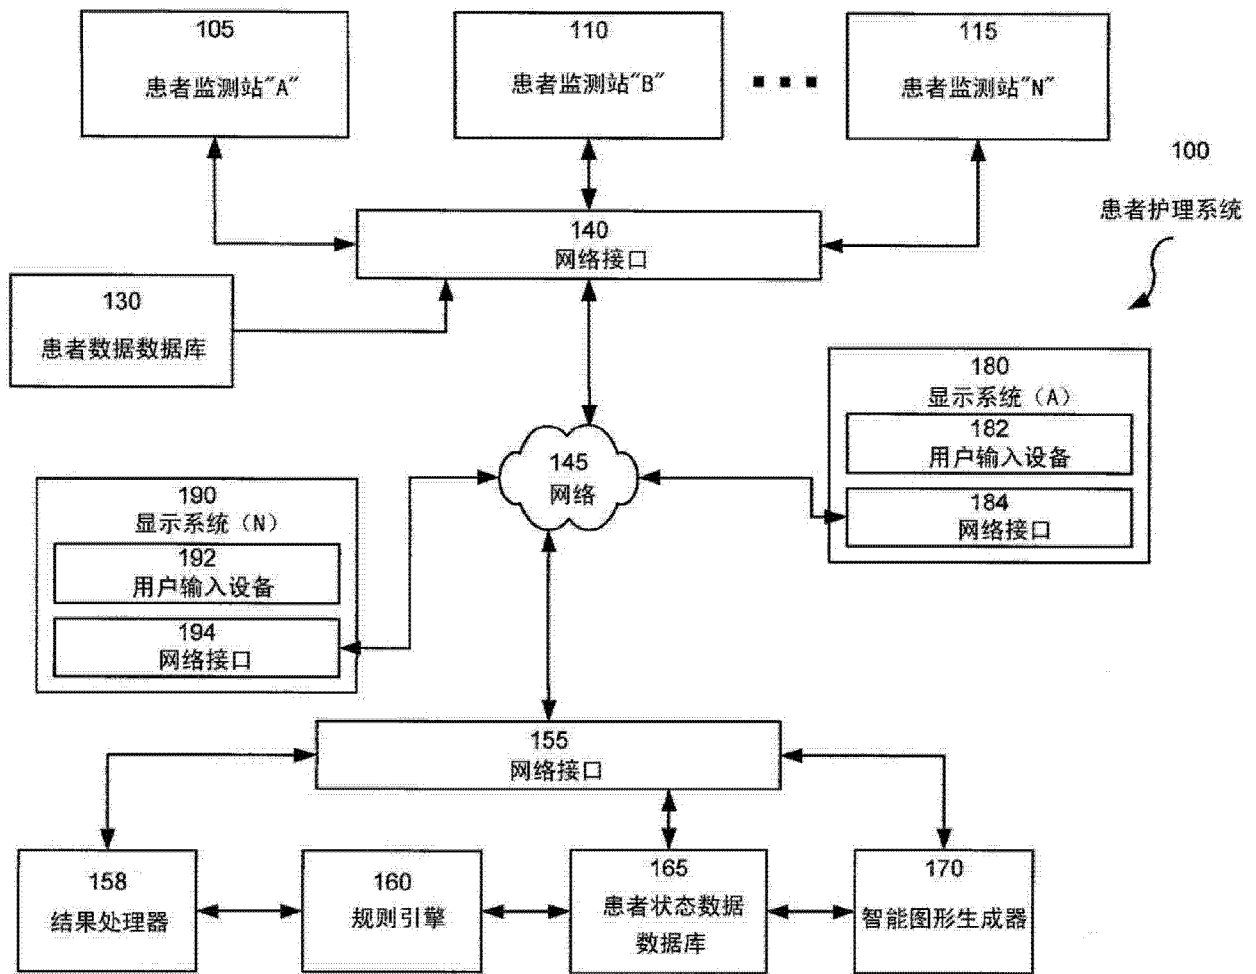 105
患者监测站"A"
110
患者监测站"B"
115
患者监测站"N"
100
患者护理系统
140
网络接口
130
患者数据数据库
180
显示系统（A）
182
用户输入设备
184
网络接口
145
网络
190
显示系统（N）
192
用户输入设备
194
网络接口
155
网络接口
158
结果处理器
160
规则引擎
165
患者状态数据
数据库
170
智能图形生成器